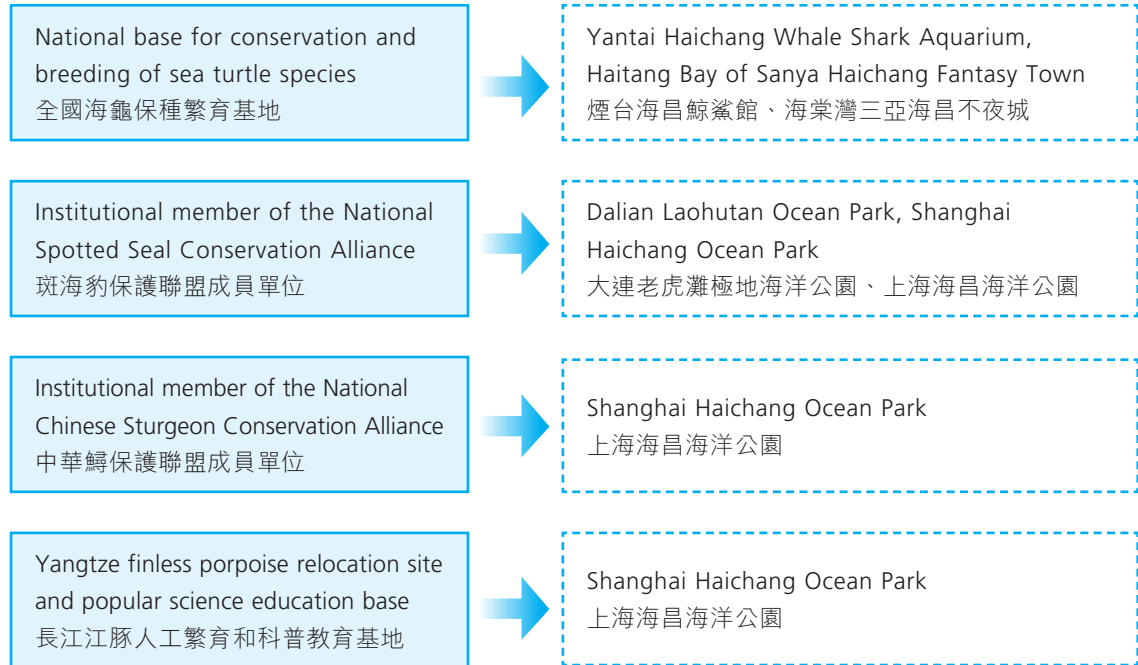 National base for conservation and
breeding of sea turtle species
全國海龜保種繁育基地
Yantai Haichang Whale Shark Aquarium,
Haitang Bay of Sanya Haichang Fantasy Town
煙台海昌鯨鯊館、海棠灣三亞海昌不夜城
Institutional member of the National
Spotted Seal Conservation Alliance
斑海豹保護聯盟成員單位
Dalian Laohutan Ocean Park, Shanghai
Haichang Ocean Park
大連老虎灘極地海洋公園、上海海昌海洋公園
Institutional member of the National
Chinese Sturgeon Conservation Alliance
中華鱘保護聯盟成員單位
Shanghai Haichang Ocean Park
上海海昌海洋公園
Yangtze finless porpoise relocation site
and popular science education base
長江江豚人工繁育和科普教育基地
Shanghai Haichang Ocean Park
上海海昌海洋公園